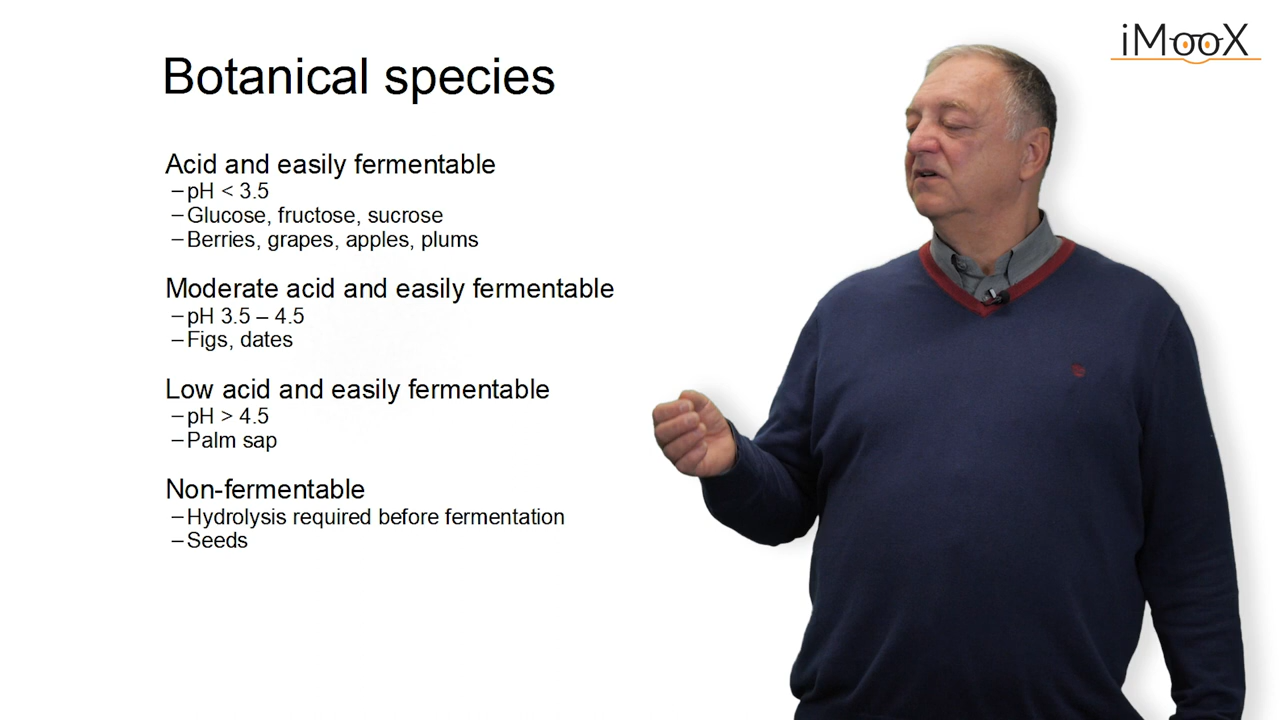 iMooX
Botanical species
Acid and easily fermentable
–pH < 3.5
–Glucose, fructose, sucrose
–Berries, grapes, apples, plums
Moderate acid and easily fermentable
–pH 3.5 – 4.5
–Figs, dates
Low acid and easily fermentable
–pH > 4.5
–Palm sap
Non-fermentable
–Hydrolysis required before fermentation
–Seeds